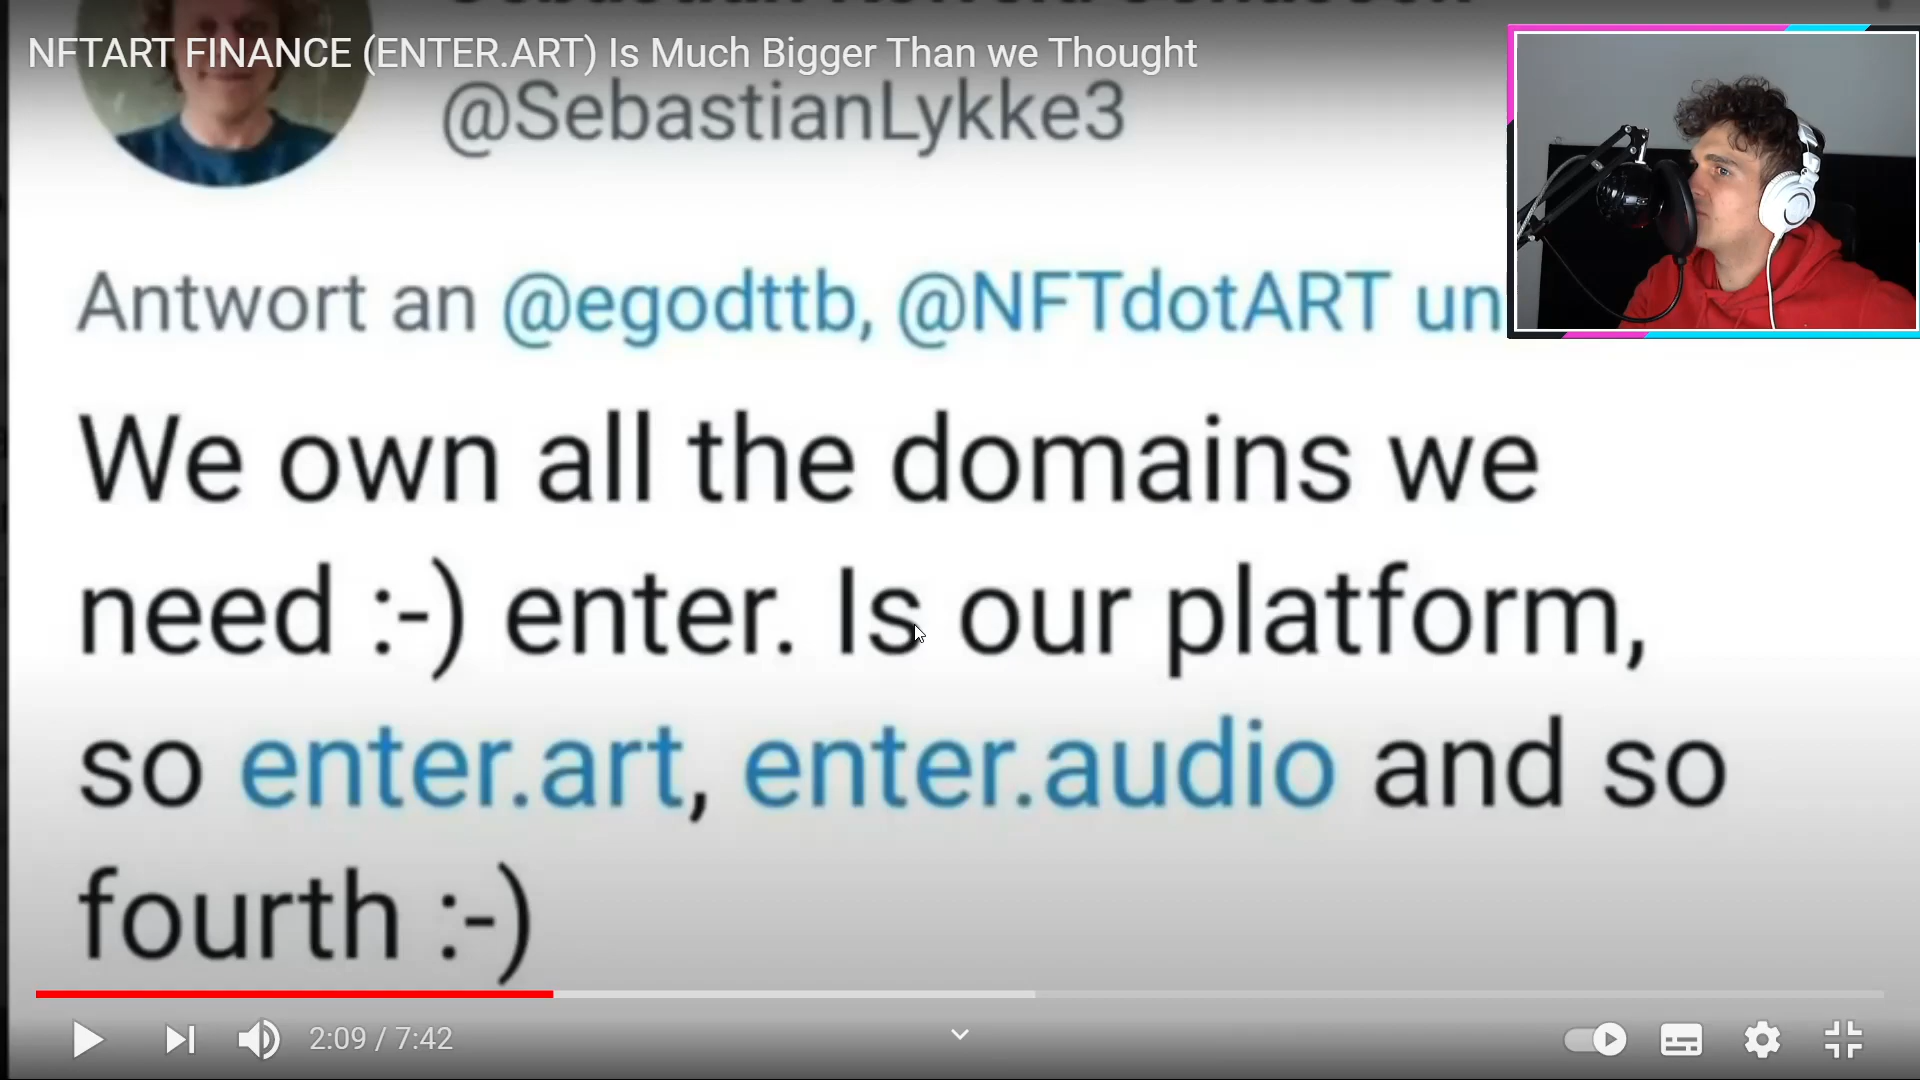 NFTART FINANCE (ENTER.ART) Is Much Bigger Than we Thought
@SebastianLykke3
Antwort an @egodttb, @NFTdotART un
We own all the domains we
need :-) enter. Is our platform,
so enter.art, enter.audio and so
fourth :-)
2:09 / 7:42